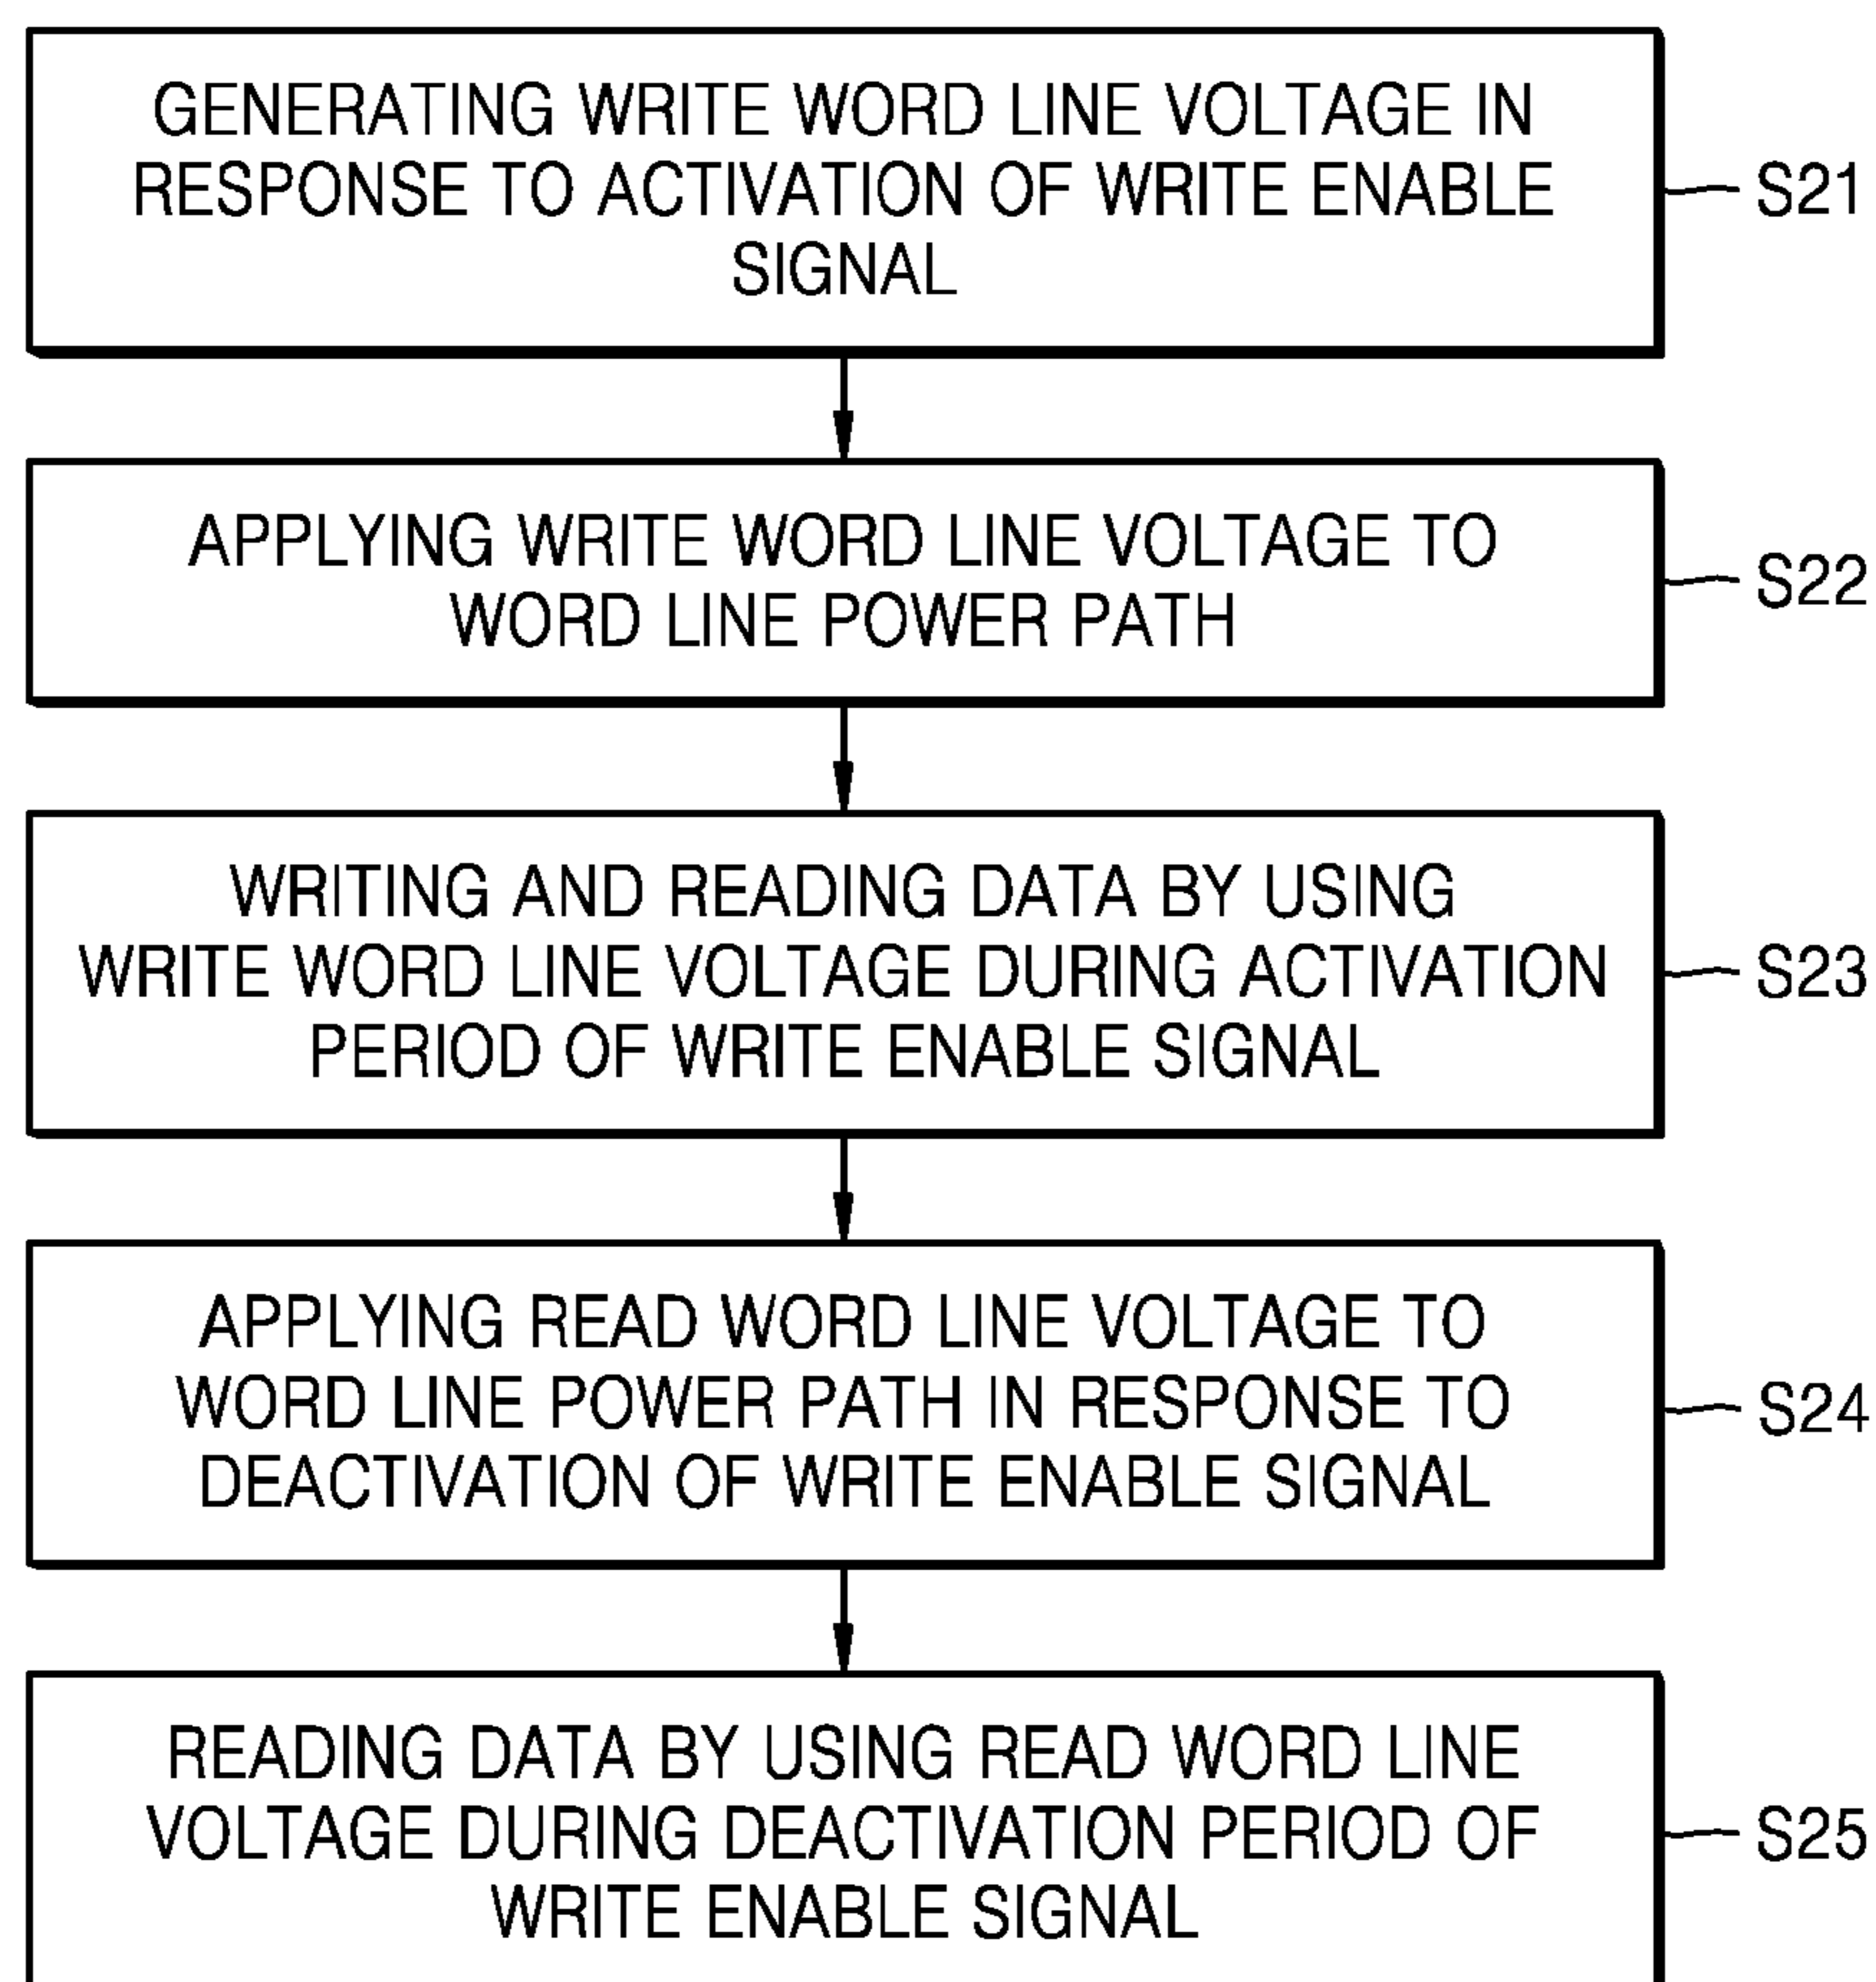 GENERATING WRITE WORD LINE VOLTAGE IN
RESPONSE TO ACTIVATION OF WRITE ENABLE
SIGNAL
S21
APPLYING WRITE WORD LINE VOLTAGE TO
WORD LINE POWER PATH
S22
WRITING AND READING DATA BY USING
WRITE WORD LINE VOLTAGE DURING ACTIVATION
PERIOD OF WRITE ENABLE SIGNAL
S23
APPLYING READ WORD LINE VOLTAGE TO
WORD LINE POWER PATH IN RESPONSE TO
DEACTIVATION OF WRITE ENABLE SIGNAL
S24
READING DATA BY USING READ WORD LINE
VOLTAGE DURING DEACTIVATION PERIOD OF
WRITE ENABLE SIGNAL
S25